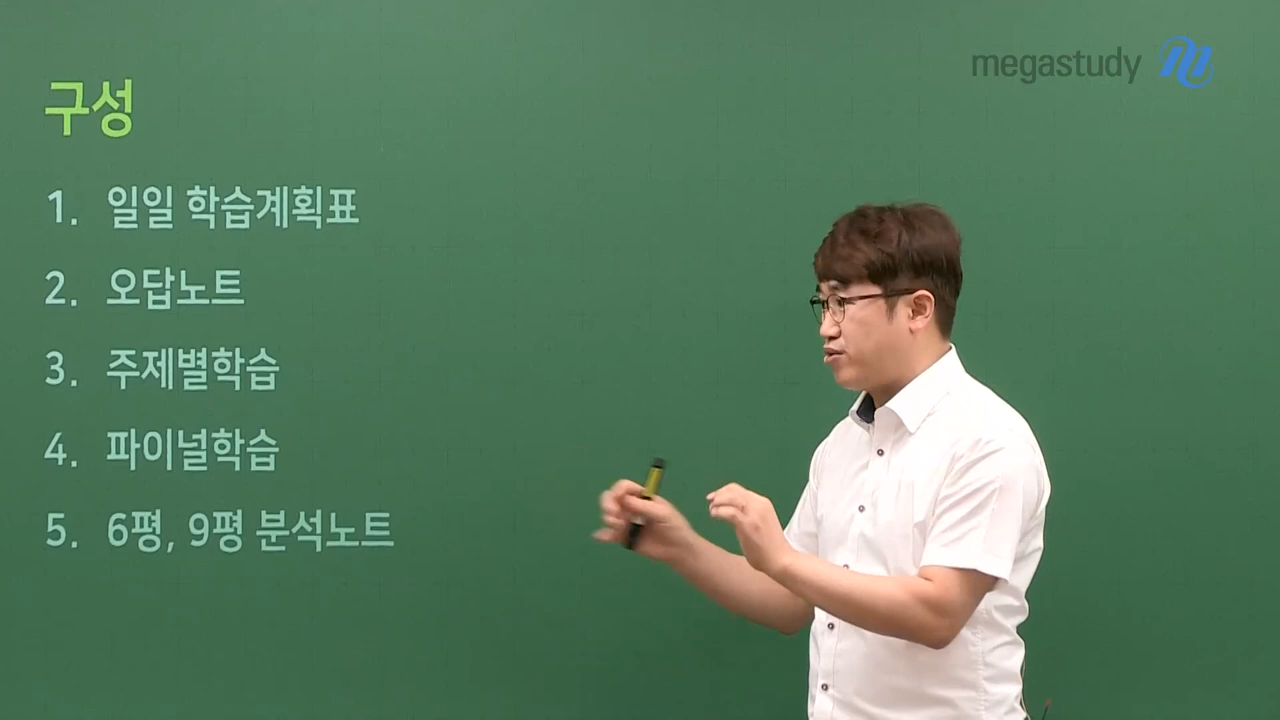 megastudy
구성
1. 일일 학습계획표
2. 오답노트
3. 주제별학습
4. 파이널학습
5. 6평, 9평 분석노트